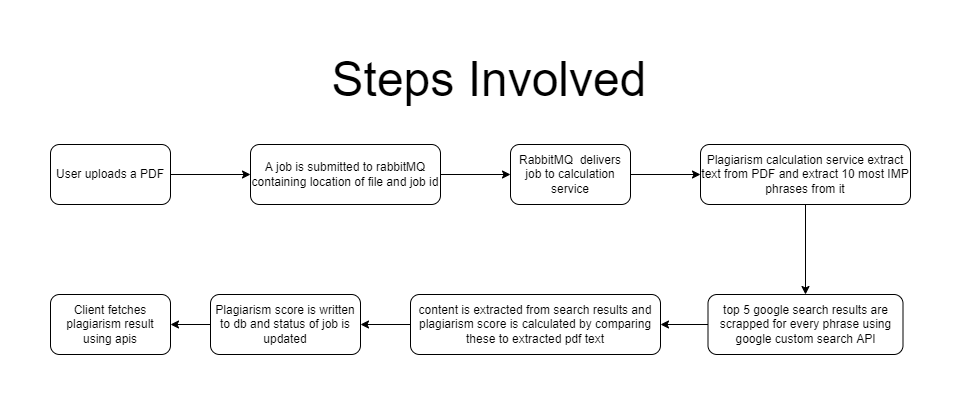 Steps Involved
User uploads a PDF
A job is submitted to rabbitMQ
containing location of file and job id
RabbitMQ delivers
job to calculation
service
Plagiarism calculation service extract
text from PDF and extract 10 most IMP
phrases from it
top 5 google search results are
scrapped for every phrase using
google custom search API
content is extracted from search results and
plagiarism score is calculated by comparing
these to extracted pdf text
Plagiarism score is written
to db and status of job is
updated
Client fetches
plagiarism result
using apis